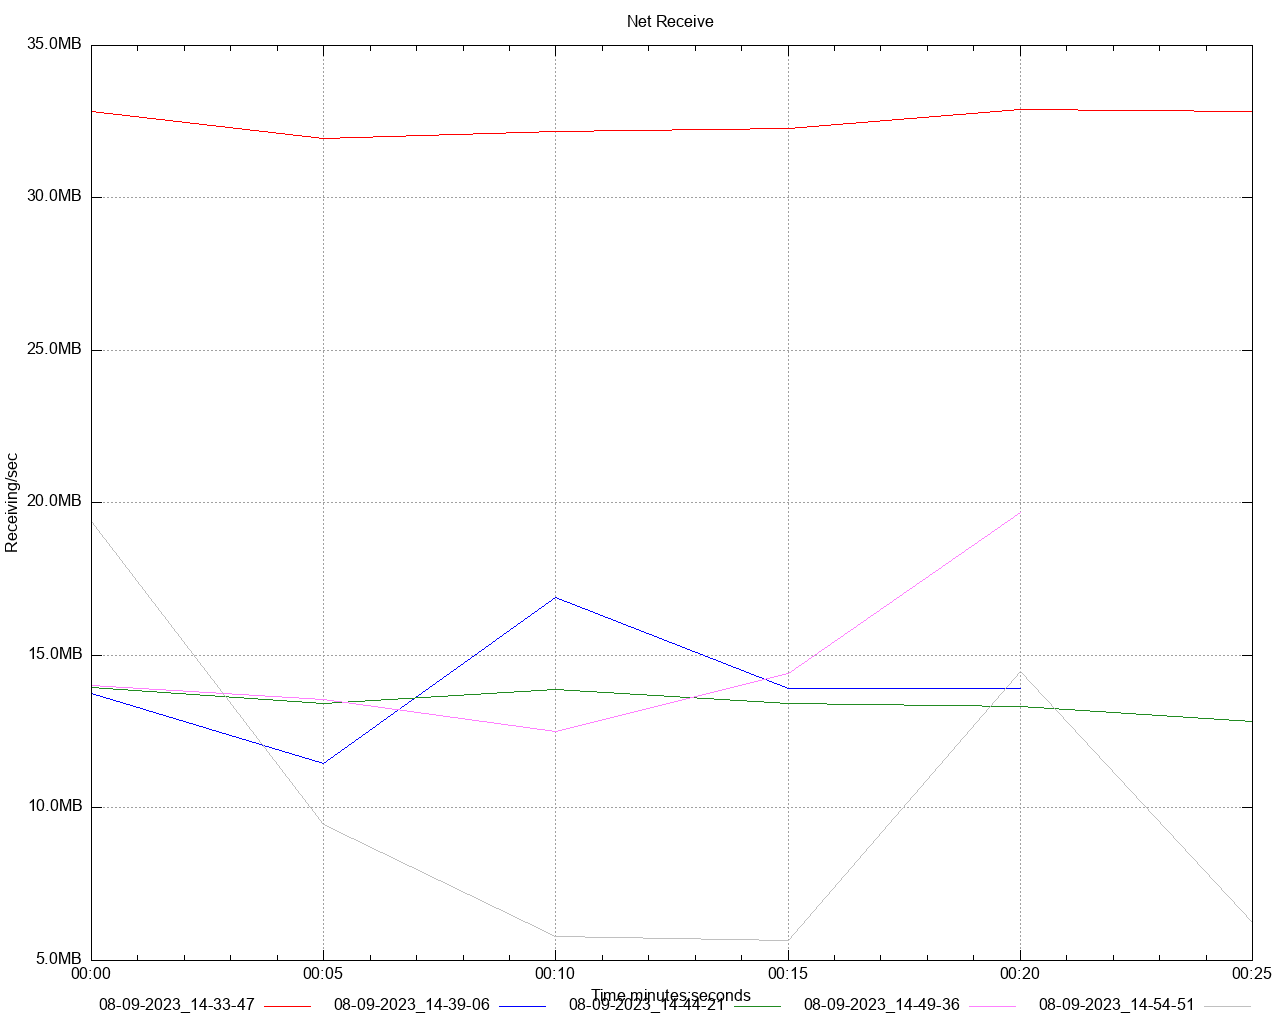 Net Receive
35.0MB
30.0MB
25.0MB
20.0MB
15.0MB
10.0MB
5.0MB
Receiving/sec
00:00 00:05 00:10 00:15 00:20 00:25
Time minutes:seconds
08-09-2023_14-33-47 08-09-2023_14-39-06 08-09-2023_14-44-21 08-09-2023_14-49-36 08-09-2023_14-54-51